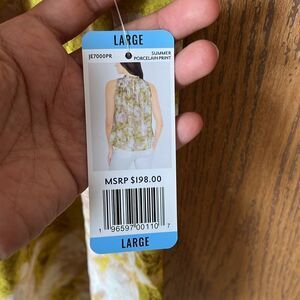 LARGE
JE7000PR
SUMMER
PORCELAIN PRINT
MSRP $198.00
1 96597 00110 7
LARGE